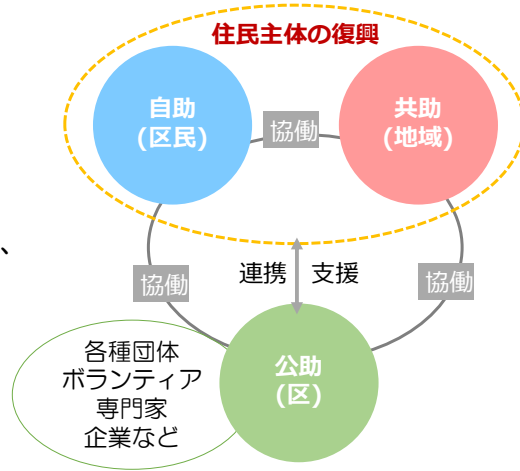 住民主体の復興
自助
(区民)
共助
(地域)
協働
、
協働
連携
支援
協働
各種団体
ボランティア
専門家
企業など
公助
(区)